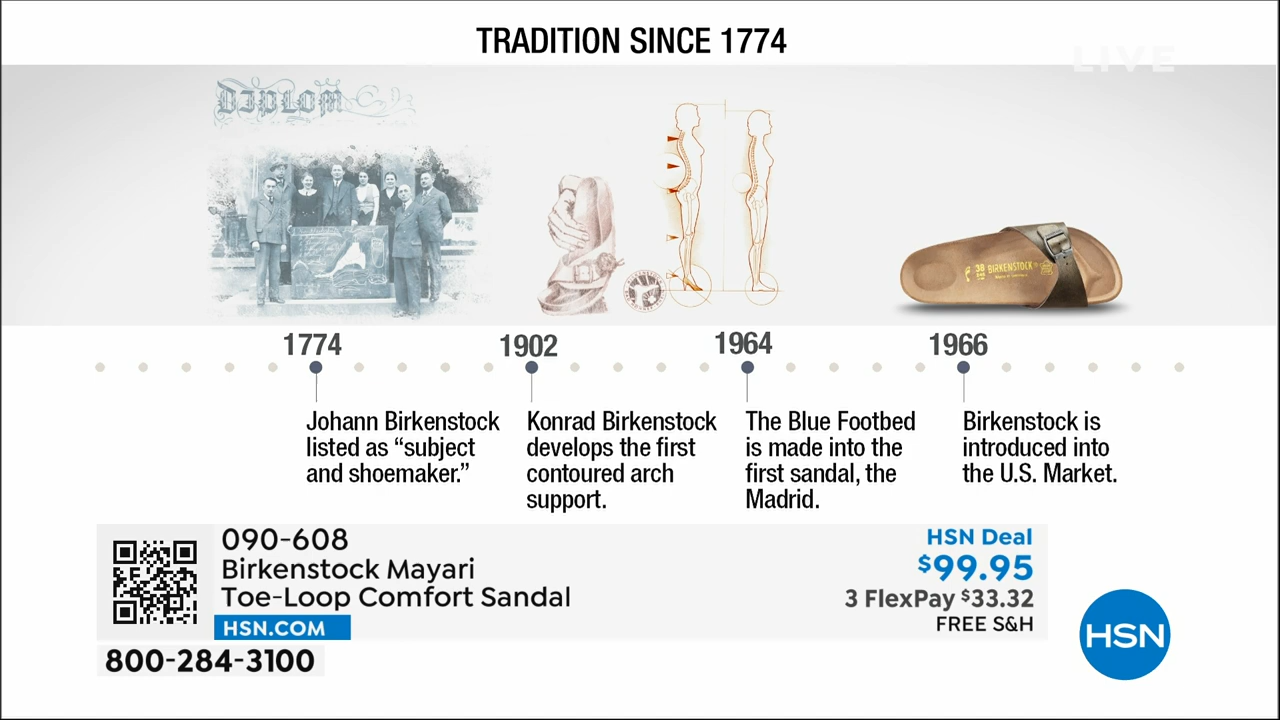 TRADITION SINCE 1774
LIVE
Diplom
38
BIRKENSTOCK
1774
1902
1964
1966
Johann Birkenstock
listed as “subject
and shoemaker.”
Konrad Birkenstock
develops the first
contoured arch
support.
The Blue Footbed
is made into the
first sandal, the
Madrid.
Birkenstock is
introduced into
the U.S. Market.
090-608
Birkenstock Mayari
Toe-Loop Comfort Sandal
HSN.COM
800-284-3100
HSN Deal
$99.95
3 FlexPay $33.32
FREE S&H
HSN